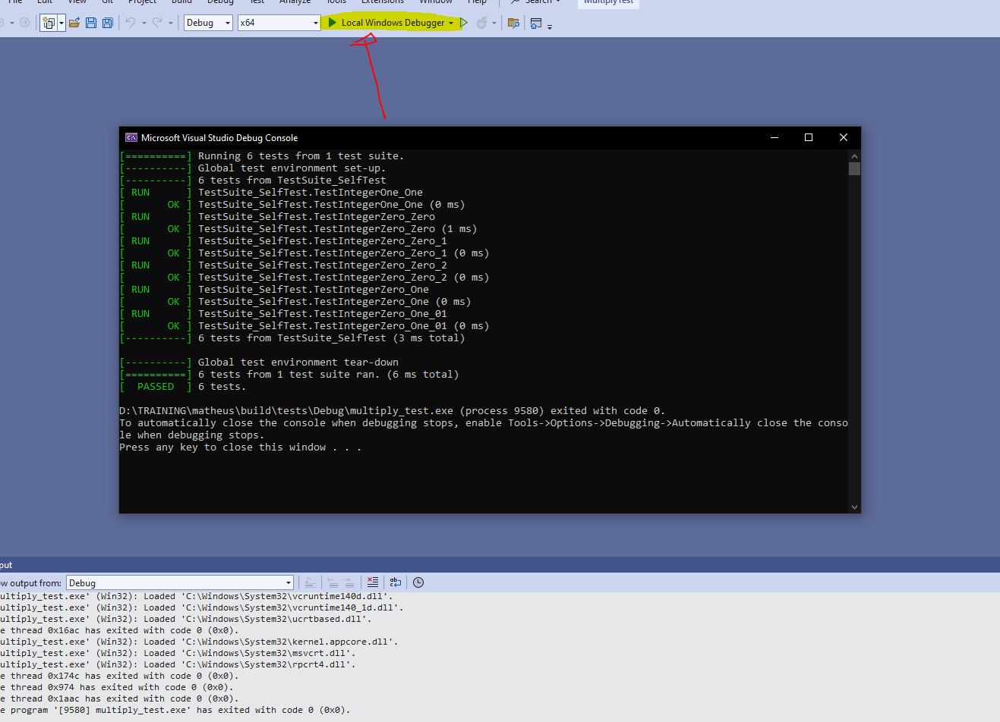 File Edit View Git Project Build Debug Test Analyze Tools Extensions Window Help Search MultiplyTest
Debug x64 Local Windows Debugger
Microsoft Visual Studio Debug Console
[==========] Running 6 tests from 1 test suite.
[----------] Global test environment set-up.
[----------] 6 tests from TestSuite_SelfTest
[ RUN      ] TestSuite_SelfTest.TestIntegerOne_One
[       OK ] TestSuite_SelfTest.TestIntegerOne_One (0 ms)
[ RUN      ] TestSuite_SelfTest.TestIntegerZero_Zero
[       OK ] TestSuite_SelfTest.TestIntegerZero_Zero (1 ms)
[ RUN      ] TestSuite_SelfTest.TestIntegerZero_Zero_1
[       OK ] TestSuite_SelfTest.TestIntegerZero_Zero_1 (0 ms)
[ RUN      ] TestSuite_SelfTest.TestIntegerZero_Zero_2
[       OK ] TestSuite_SelfTest.TestIntegerZero_Zero_2 (0 ms)
[ RUN      ] TestSuite_SelfTest.TestIntegerZero_One
[       OK ] TestSuite_SelfTest.TestIntegerZero_One (0 ms)
[ RUN      ] TestSuite_SelfTest.TestIntegerZero_One_01
[       OK ] TestSuite_SelfTest.TestIntegerZero_One_01 (0 ms)
[----------] 6 tests from TestSuite_SelfTest (3 ms total)
[----------] Global test environment tear-down
[==========] 6 tests from 1 test suite ran. (6 ms total)
[  PASSED  ] 6 tests.
D:\TRAINING\matheus\build\tests\Debug\multiply_test.exe (process 9580) exited with code 0.
To automatically close the console when debugging stops, enable Tools->Options->Debugging->Automatically close the conso
le when debugging stops.
Press any key to close this window . . .
put
ow output from: Debug
ultiply_test.exe' (Win32): Loaded 'C:\Windows\System32\vcruntime140d.dll'.
ultiply_test.exe' (Win32): Loaded 'C:\Windows\System32\vcruntime140_1d.dll'.
ultiply_test.exe' (Win32): Loaded 'C:\Windows\System32\ucrtbased.dll'.
e thread 0x16ac has exited with code 0 (0x0).
ultiply_test.exe' (Win32): Loaded 'C:\Windows\System32\kernel.appcore.dll'.
ultiply_test.exe' (Win32): Loaded 'C:\Windows\System32\msvcrt.dll'.
ultiply_test.exe' (Win32): Loaded 'C:\Windows\System32\rpcrt4.dll'.
e thread 0x174c has exited with code 0 (0x0).
e thread 0x974 has exited with code 0 (0x0).
e thread 0x1aac has exited with code 0 (0x0).
e program '[9580] multiply_test.exe' has exited with code 0 (0x0).